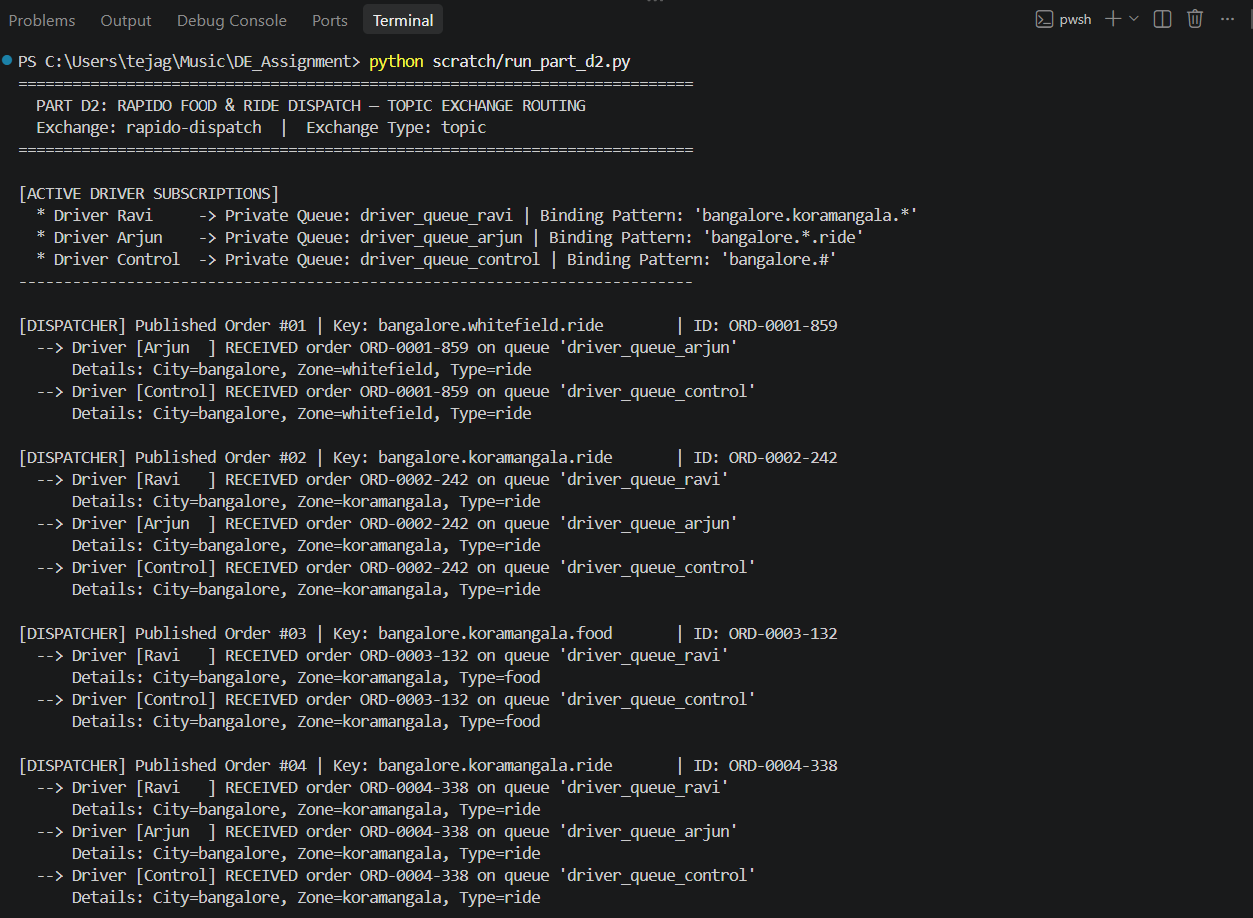 Problems Output Debug Console Ports Terminal pwsh
PS C:\Users\tejag\Music\DE_Assignment> python scratch/run_part_d2.py
===========================================================================
PART D2: RAPIDO FOOD & RIDE DISPATCH — TOPIC EXCHANGE ROUTING
Exchange: rapido-dispatch | Exchange Type: topic
===========================================================================
[ACTIVE DRIVER SUBSCRIPTIONS]
* Driver Ravi -> Private Queue: driver_queue_ravi | Binding Pattern: 'bangalore.koramangala.*'
* Driver Arjun -> Private Queue: driver_queue_arjun | Binding Pattern: 'bangalore.*.ride'
* Driver Control -> Private Queue: driver_queue_control | Binding Pattern: 'bangalore.#'
---------------------------------------------------------------------------
[DISPATCHER] Published Order #01 | Key: bangalore.whitefield.ride | ID: ORD-0001-859
--> Driver [Arjun ] RECEIVED order ORD-0001-859 on queue 'driver_queue_arjun'
Details: City=bangalore, Zone=whitefield, Type=ride
--> Driver [Control] RECEIVED order ORD-0001-859 on queue 'driver_queue_control'
Details: City=bangalore, Zone=whitefield, Type=ride
[DISPATCHER] Published Order #02 | Key: bangalore.koramangala.ride | ID: ORD-0002-242
--> Driver [Ravi ] RECEIVED order ORD-0002-242 on queue 'driver_queue_ravi'
Details: City=bangalore, Zone=koramangala, Type=ride
--> Driver [Arjun ] RECEIVED order ORD-0002-242 on queue 'driver_queue_arjun'
Details: City=bangalore, Zone=koramangala, Type=ride
--> Driver [Control] RECEIVED order ORD-0002-242 on queue 'driver_queue_control'
Details: City=bangalore, Zone=koramangala, Type=ride
[DISPATCHER] Published Order #03 | Key: bangalore.koramangala.food | ID: ORD-0003-132
--> Driver [Ravi ] RECEIVED order ORD-0003-132 on queue 'driver_queue_ravi'
Details: City=bangalore, Zone=koramangala, Type=food
--> Driver [Control] RECEIVED order ORD-0003-132 on queue 'driver_queue_control'
Details: City=bangalore, Zone=koramangala, Type=food
[DISPATCHER] Published Order #04 | Key: bangalore.koramangala.ride | ID: ORD-0004-338
--> Driver [Ravi ] RECEIVED order ORD-0004-338 on queue 'driver_queue_ravi'
Details: City=bangalore, Zone=koramangala, Type=ride
--> Driver [Arjun ] RECEIVED order ORD-0004-338 on queue 'driver_queue_arjun'
Details: City=bangalore, Zone=koramangala, Type=ride
--> Driver [Control] RECEIVED order ORD-0004-338 on queue 'driver_queue_control'
Details: City=bangalore, Zone=koramangala, Type=ride